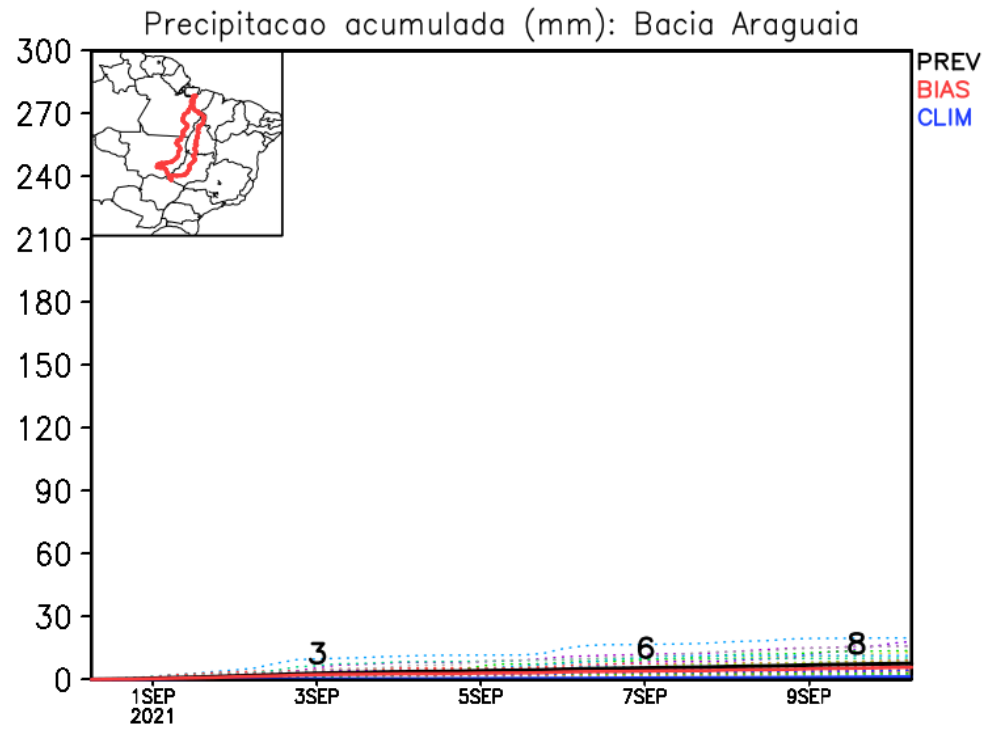 Precipitacao acumulada (mm): Bacia Araguaia
300
270
240
210
180
150
120
90
60
30
0
PREV
BIAS
CLIM
3
6
8
1SEP
2021
3SEP
5SEP
7SEP
9SEP